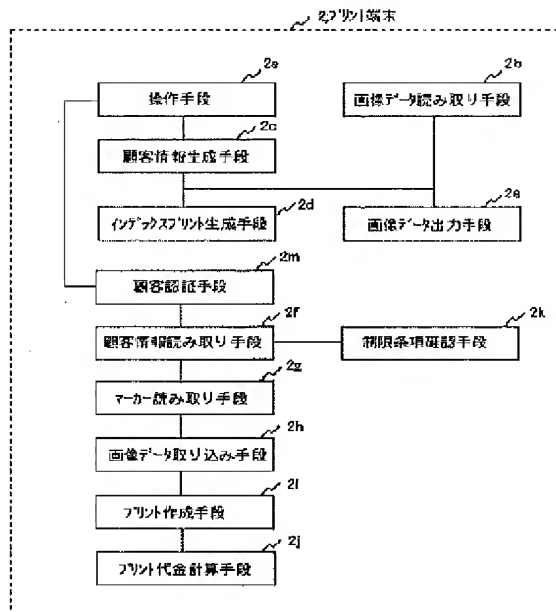 2,プリント端末
2a
操作手段
2b
画像データ読み取り手段
2c
顧客情報生成手段
2d
インデックスプリント生成手段
2e
画像データ出力手段
2m
顧客認証手段
2f
顧客情報読み取り手段
2k
制限条項確認手段
2g
マーカー読み取り手段
2h
画像データ取り込み手段
2i
プリント作成手段
2j
プリント代金計算手段